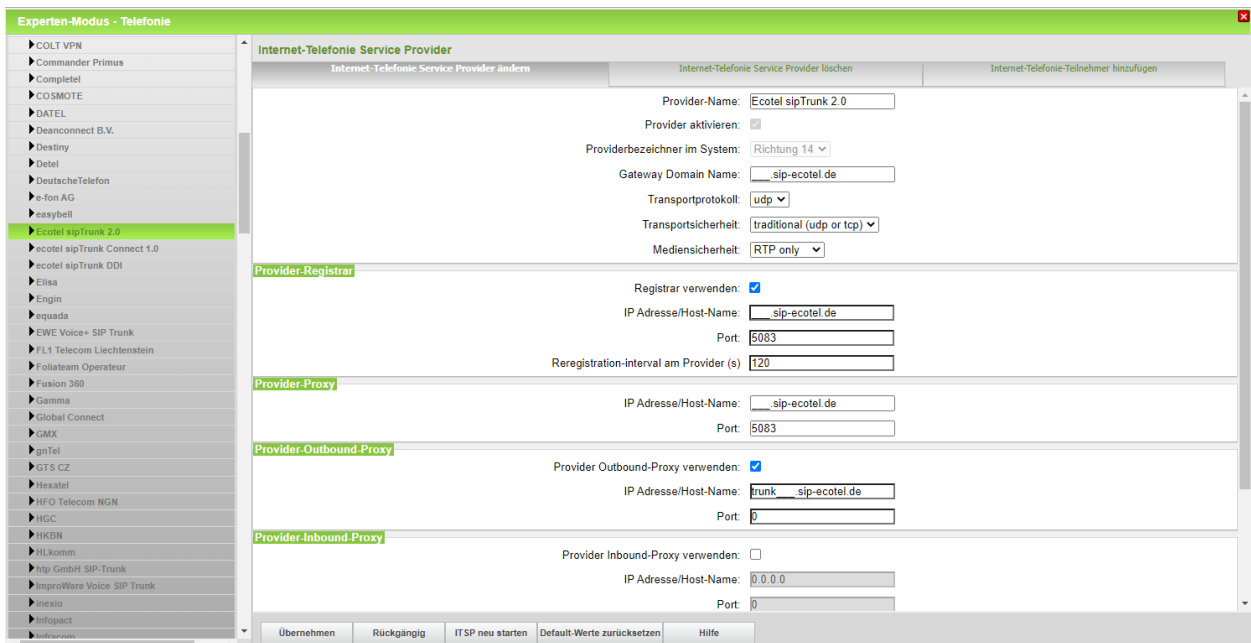 Experten-Modus - Telefonie
COLT VPN
Commander Primus
Completel
COSMOTE
DATEL
Deanconnect B.V.
Destiny
Detel
DeutscheTelefon
e-fon AG
easybell
Ecotel sipTrunk 2.0
ecotel sipTrunk Connect 1.0
ecotel sipTrunk DDI
Elisa
Engin
equada
EWE Voice+ SIP Trunk
FL1 Telecom Liechtenstein
Foliateam Operateur
Fusion 360
Gamma
Global Connect
GMX
gnTel
GTS CZ
Hexatel
HFO Telecom NGN
HGC
HKBN
HLkomm
htp GmbH SIP-Trunk
ImproWare Voice SIP Trunk
inexio
Infopact
Infracom
Internet-Telefonie Service Provider
Internet-Telefonie Service Provider ändern
Internet-Telefonie Service Provider löschen
Internet-Telefonie-Teilnehmer hinzufügen
Provider-Name: Ecotel sipTrunk 2.0
Provider aktivieren:
Providerbezeichner im System: Richtung 14
Gateway Domain Name: ___.sip-ecotel.de
Transportprotokoll: udp
Transportsicherheit: traditional (udp or tcp)
Mediensicherheit: RTP only
Provider-Registrar
Registrar verwenden:
IP Adresse/Host-Name: ___.sip-ecotel.de
Port: 5083
Reregistration-interval am Provider (s) 120
Provider-Proxy
IP Adresse/Host-Name: ___.sip-ecotel.de
Port: 5083
Provider-Outbound-Proxy
Provider Outbound-Proxy verwenden:
IP Adresse/Host-Name: trunk___.sip-ecotel.de
Port: 0
Provider-Inbound-Proxy
Provider Inbound-Proxy verwenden:
IP Adresse/Host-Name: 0.0.0.0
Port: 0
Übernehmen
Rückgängig
ITSP neu starten
Default-Werte zurücksetzen
Hilfe